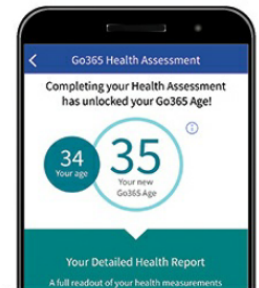 Go365 Health Assessment
Completing your Health Assessment
has unlocked your Go365 Age!
34
Your age
35
Your new
Go365 Age
Your Detailed Health Report
A full readout of your health measurements